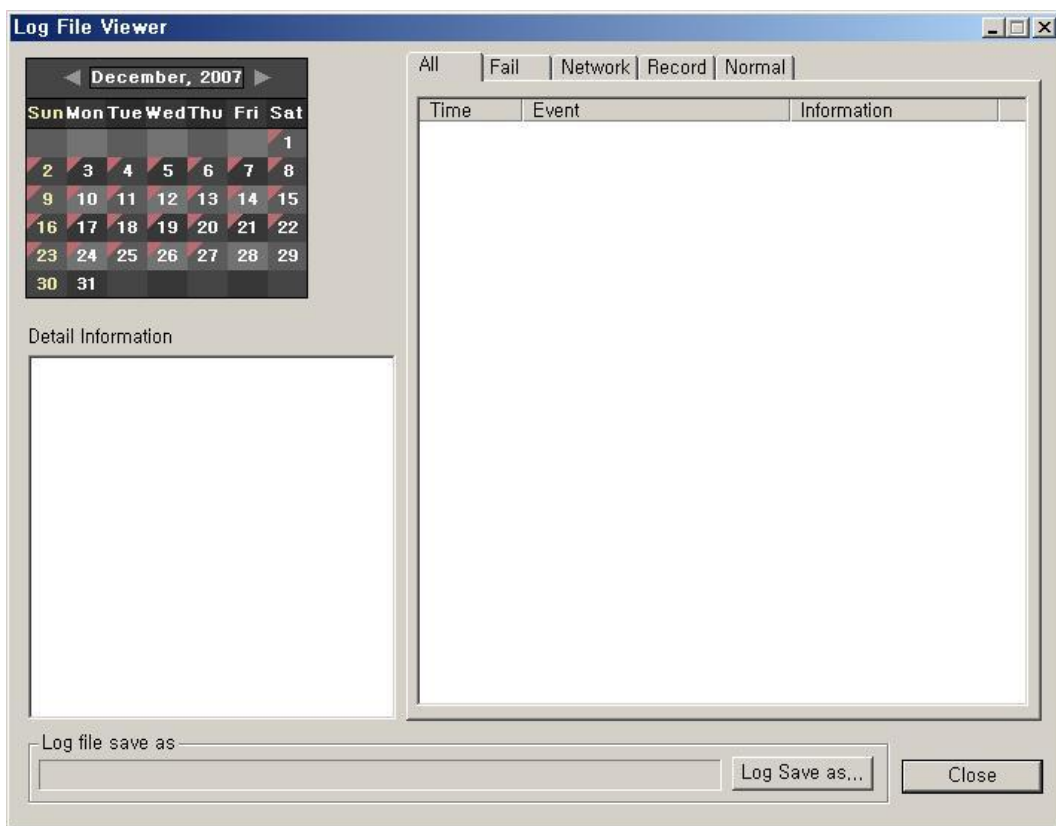 Log File Viewer
December, 2007
Sun Mon Tue Wed Thu Fri Sat
1
2 3 4 5 6 7 8
9 10 11 12 13 14 15
16 17 18 19 20 21 22
23 24 25 26 27 28 29
30 31
Detail Information
All Fail Network Record Normal
Time Event Information
Log file save as
Log Save as...
Close